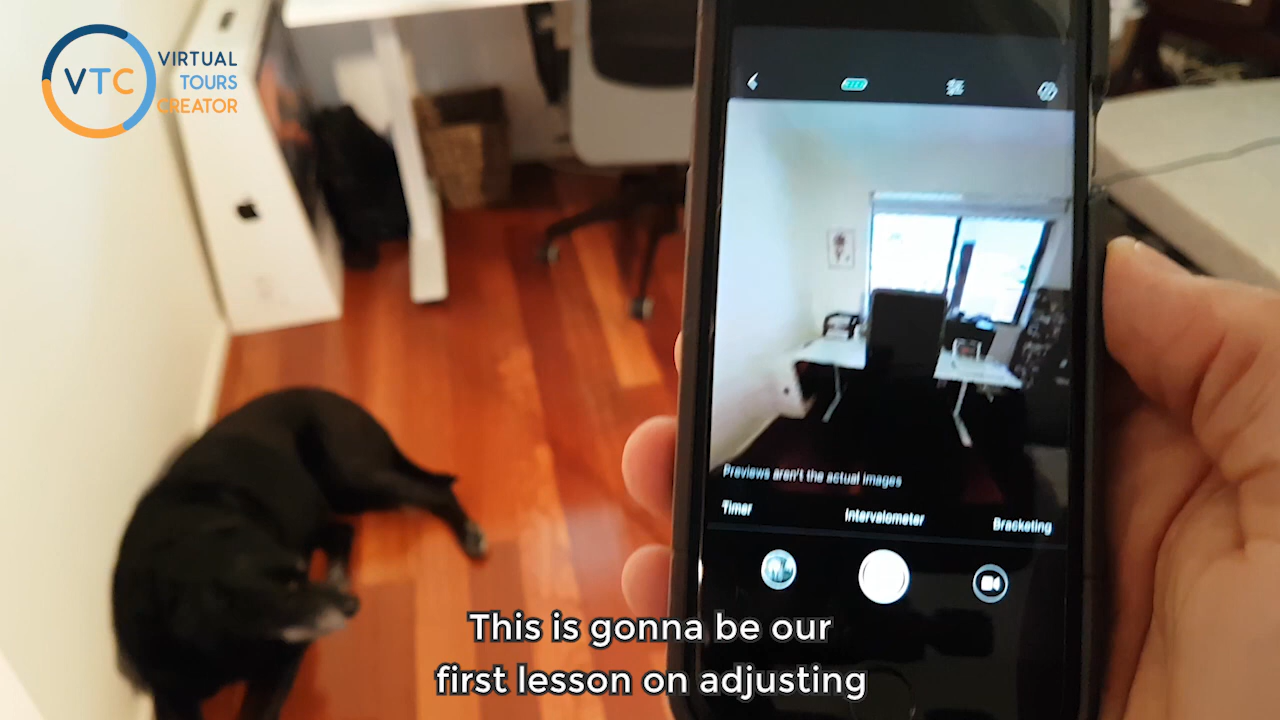 VTC
VIRTUAL
TOURS
CREATOR
Previews aren't the actual images
Timer
Intervalometer
Bracketing
This is gonna be our
first lesson on adjusting